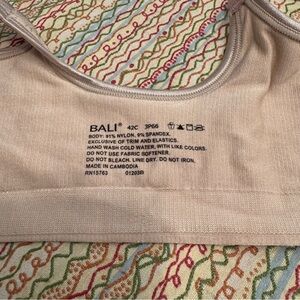 BALI® 42C 3P66
BODY: 91% NYLON, 9% SPANDEX.
EXCLUSIVE OF TRIM AND ELASTICS.
HAND WASH COLD WATER, WITH LIKE COLORS.
DO NOT USE FABRIC SOFTENER.
DO NOT BLEACH. LINE DRY. DO NOT IRON.
MADE IN CAMBODIA
RN15763 01203B